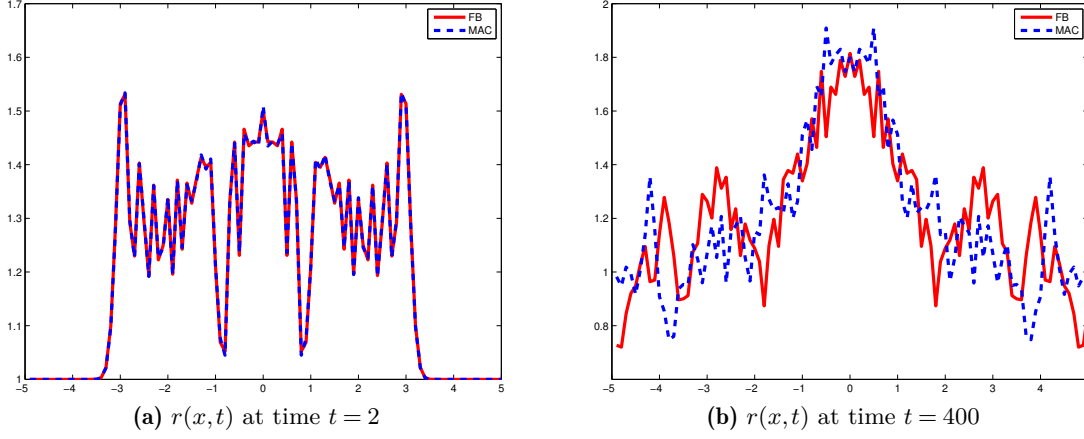 1.7
1.6
1.5
1.4
1.3
1.2
1.1
1
−5 −4 −3 −2 −1 0 1 2 3 4 5
FB
MAC
(a) r(x,t) at time t = 2
2
1.8
1.6
1.4
1.2
1
0.8
−4 −3 −2 −1 0 1 2 3 4
FB
MAC
(b) r(x,t) at time t = 400